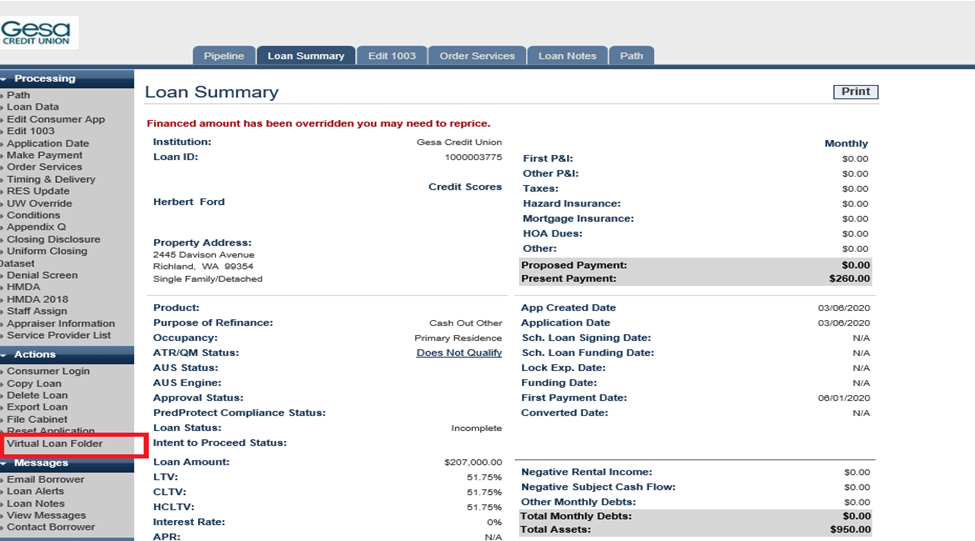 Gesa
CREDIT UNION
Pipeline Loan Summary Edit 1003 Order Services Loan Notes Path
Processing
Path
Loan Data
Edit Consumer App
Edit 1003
Application Date
Make Payment
Order Services
Timing & Delivery
RES Update
UW Override
Conditions
Appendix Q
Closing Disclosure
Uniform Closing
Dataset
Denial Screen
HMDA
HMDA 2018
Staff Assign
Appraiser Information
Service Provider List
Actions
Consumer Login
Copy Loan
Delete Loan
Export Loan
File Cabinet
Reset Application
Virtual Loan Folder
Messages
Email Borrower
Loan Alerts
Loan Notes
View Messages
Contact Borrower
Loan Summary
Print
Financed amount has been overridden you may need to reprice.
Institution: Gesa Credit Union
Loan ID: 1000003775
Credit Scores
Herbert Ford
Property Address:
2445 Davison Avenue
Richland, WA 99354
Single Family/Detached
Monthly
First P&I: $0.00
Other P&I: $0.00
Taxes: $0.00
Hazard Insurance: $0.00
Mortgage Insurance: $0.00
HOA Dues: $0.00
Other: $0.00
Proposed Payment: $0.00
Present Payment: $260.00
Product:
Purpose of Refinance: Cash Out Other
Occupancy: Primary Residence
ATR/QM Status: Does Not Qualify
AUS Status:
AUS Engine:
Approval Status:
PredProtect Compliance Status:
Loan Status: Incomplete
Intent to Proceed Status:
App Created Date 03/06/2020
Application Date 03/06/2020
Sch. Loan Signing Date: N/A
Sch. Loan Funding Date: N/A
Lock Exp. Date: N/A
Funding Date: N/A
First Payment Date: 06/01/2020
Converted Date: N/A
Loan Amount: $207,000.00
LTV: 51.75%
CLTV: 51.75%
HCLTV: 51.75%
Interest Rate: 0%
APR: N/A
Negative Rental Income: $0.00
Negative Subject Cash Flow: $0.00
Other Monthly Debts: $0.00
Total Monthly Debts: $0.00
Total Assets: $950.00